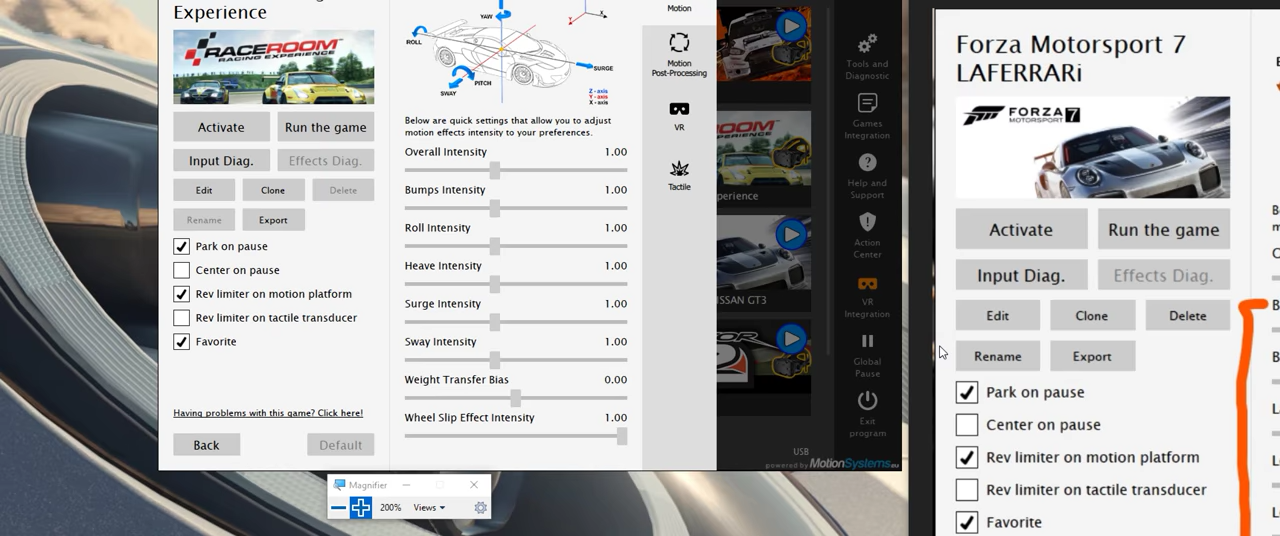 Experience
RACEROOM
RACING EXPERIENCE
Activate
Run the game
Input Diag.
Effects Diag.
Edit
Clone
Delete
Rename
Export
Park on pause
Center on pause
Rev limiter on motion platform
Rev limiter on tactile transducer
Favorite
Having problems with this game? Click here!
Back
Default
YAW
ROLL
SURGE
PITCH
SWAY
Z - axis
Y - axis
X - axis
Below are quick settings that allow you to adjust
motion effects intensity to your preferences.
Overall Intensity 1.00
Bumps Intensity 1.00
Roll Intensity 1.00
Heave Intensity 1.00
Surge Intensity 1.00
Sway Intensity 1.00
Weight Transfer Bias 0.00
Wheel Slip Effect Intensity 1.00
Motion
Motion
Post-Processing
VR
Tactile
OOM
perience
ISSAN GT3
Tools and
Diagnostic
Games
Integration
Help and
Support
Action
Center
VR
Integration
Global
Pause
Exit
program
USB
powered by MotionSystems.eu
Magnifier
200%
Views
Forza Motorsport 7
LAFERRARi
FORZA
MOTORSPORT 7
Activate
Run the game
Input Diag.
Effects Diag.
Edit
Clone
Delete
Rename
Export
Park on pause
Center on pause
Rev limiter on motion platform
Rev limiter on tactile transducer
Favorite